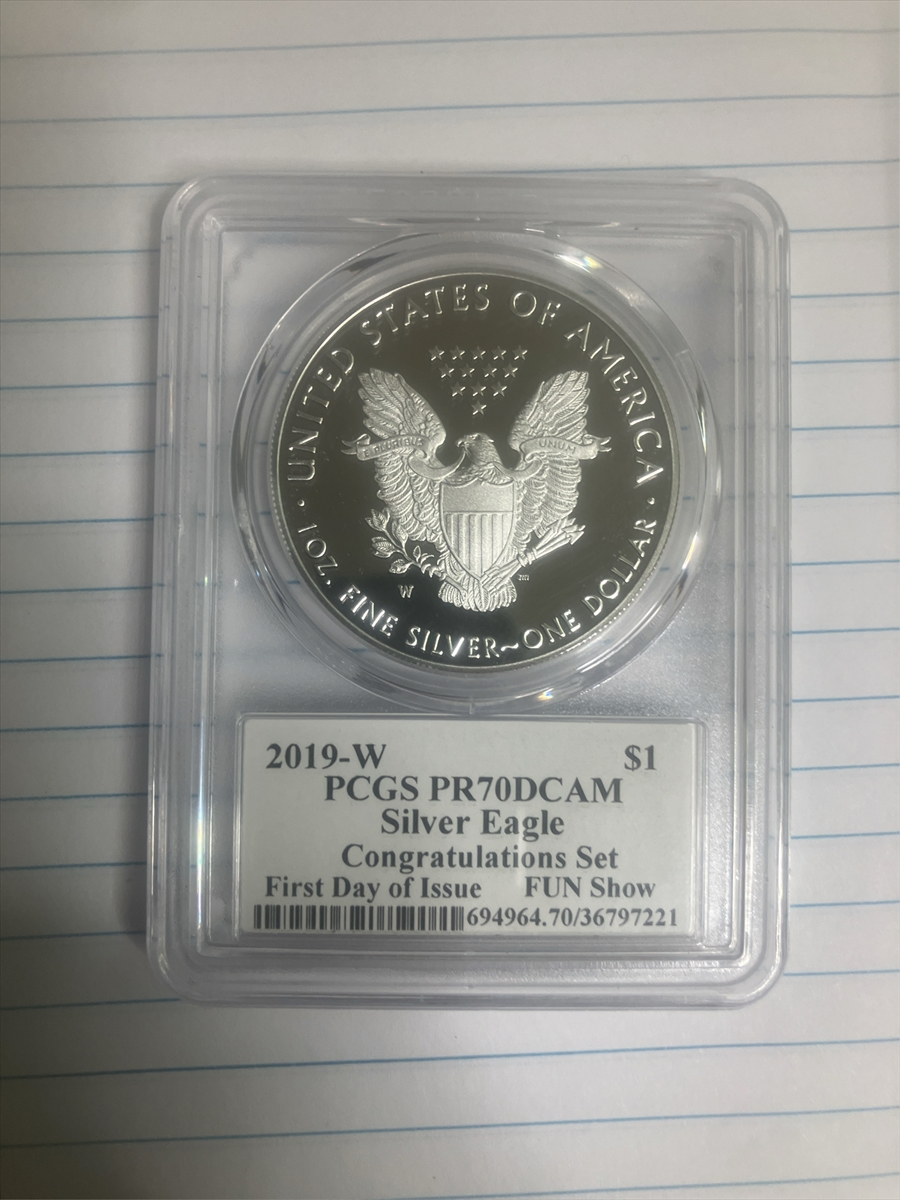 UNITED STATES OF AMERICA
E PLURIBUS UNUM
W
1 OZ. FINE SILVER~ONE DOLLAR
2019-W $1
PCGS PR70DCAM
Silver Eagle
Congratulations Set
First Day of Issue FUN Show
694964.70/36797221